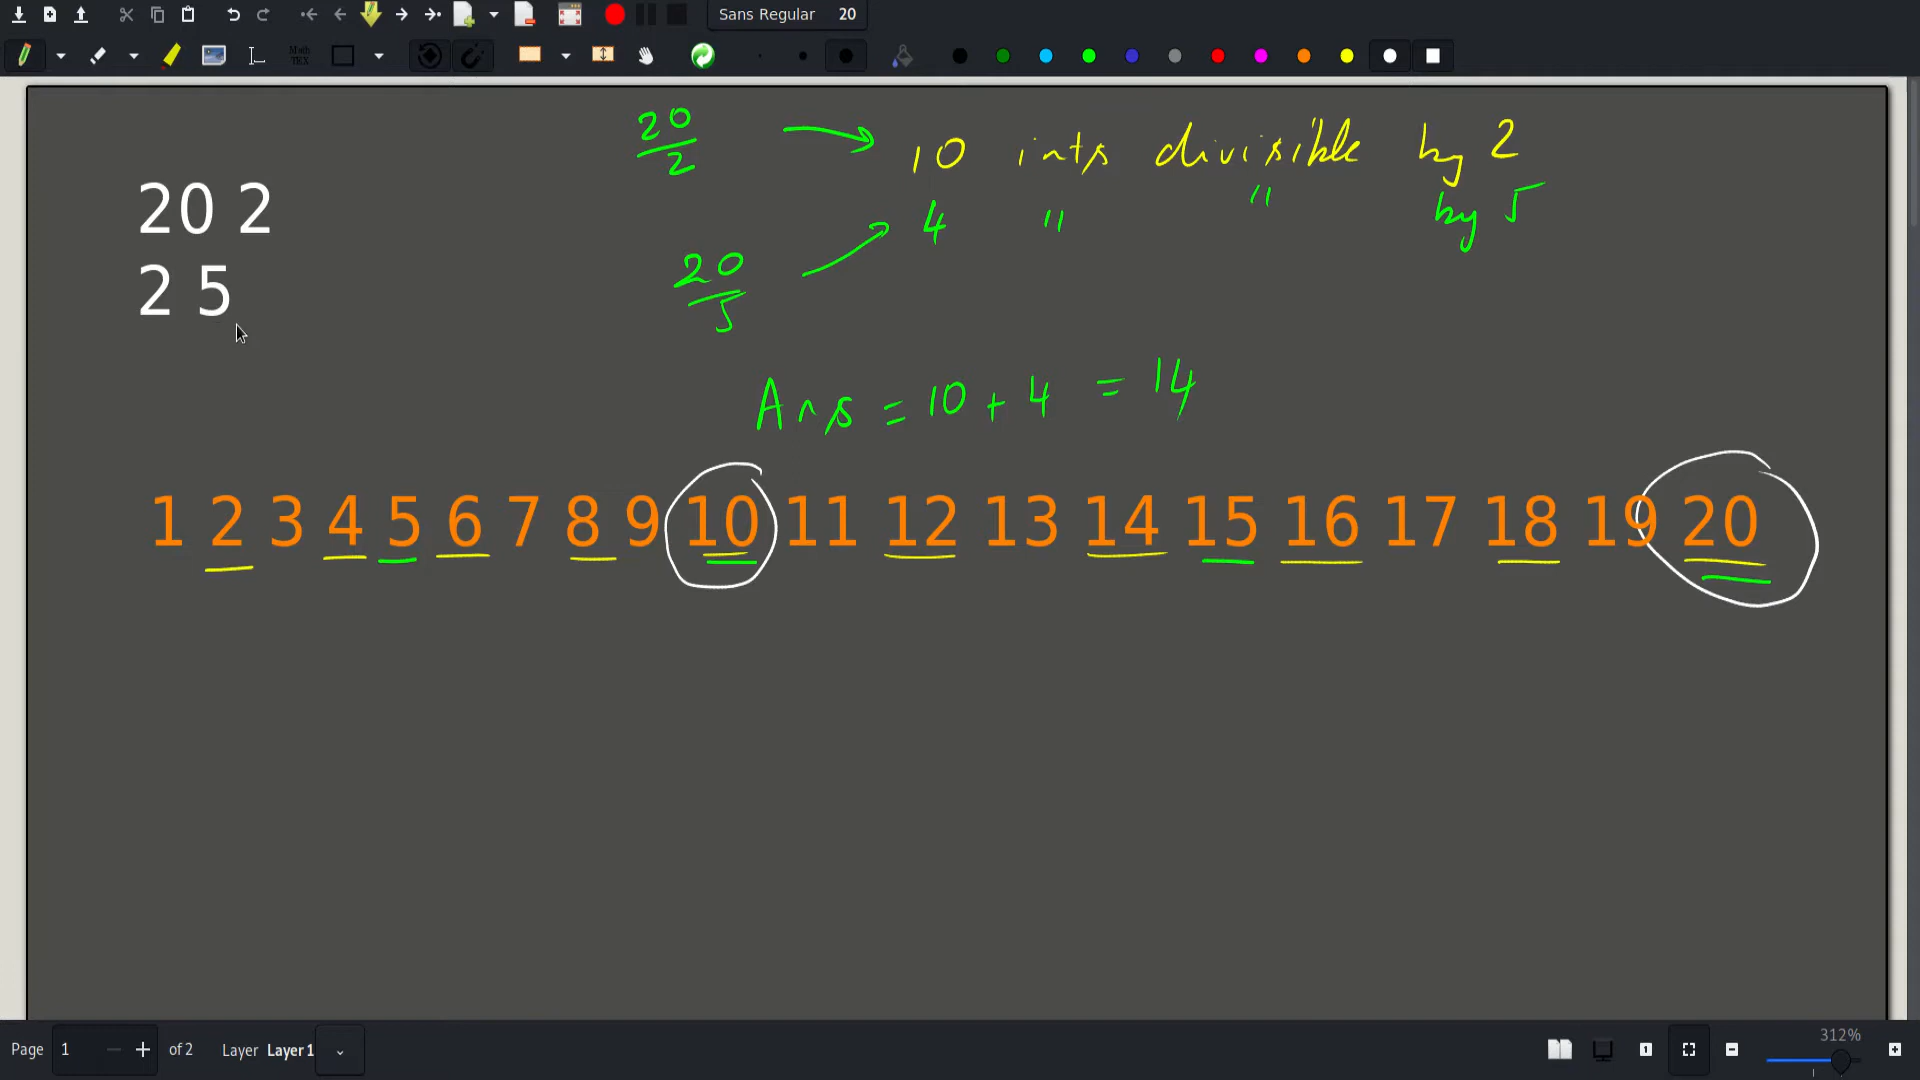 Sans Regular 20
Math TEX
20/2 → 10 ints divisible by 2
20 2
4 " " by 5
20/5
2 5
Ans = 10 + 4 = 14
1 2 3 4 5 6 7 8 9 10 11 12 13 14 15 16 17 18 19 20
Page 1 of 2 Layer Layer 1 312%